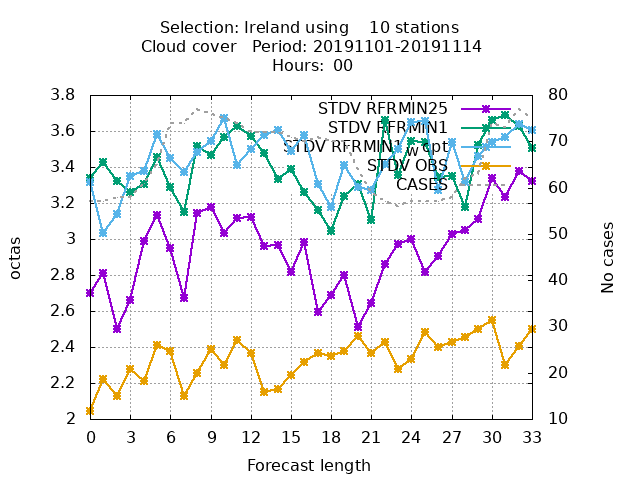 Selection: Ireland using    10 stations
Cloud cover   Period: 20191101-20191114
Hours:  00
3.8
3.6
3.4
3.2
3
2.8
2.6
2.4
2.2
2
octas
80
70
60
50
40
30
20
10
No cases
STDV RFRMIN25
STDV RFRMIN1
STDV RFRMIN1_w opt
STDV OBS
CASES
0 3 6 9 12 15 18 21 24 27 30 33
Forecast length